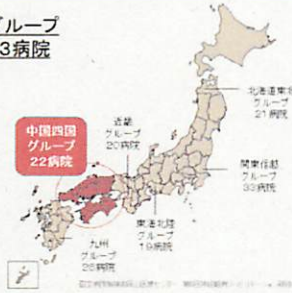 グループ
3病院
北海道東北
グループ
21病院
近畿
グループ
20病院
中国四国
グループ
22病院
関東信越
グループ
33病院
東海北陸
グループ
19病院
九州
グループ
28病院